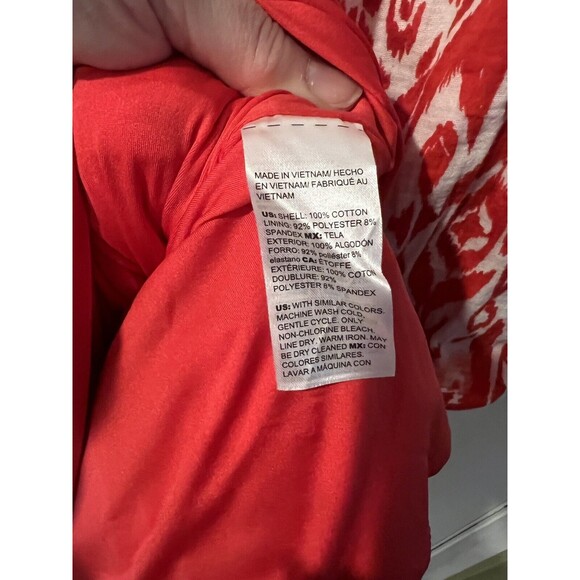 MADE IN VIETNAM/ HECHO
EN VIETNAM/ FABRIQUÉ AU
VIETNAM
US: SHELL: 100% COTTON
LINING: 92% POLYESTER 8%
SPANDEX MX: TELA
EXTERIOR: 100% ALGODÓN
FORRO: 92% poliéster 8%
elastano CA: ÉTOFFE
EXTÉRIEURE: 100% COTON
DOUBLURE: 92%
POLYESTER 8% SPANDEX
US: WITH SIMILAR COLORS.
MACHINE WASH COLD,
GENTLE CYCLE. ONLY
NON-CHLORINE BLEACH.
LINE DRY. WARM IRON. MAY
BE DRY CLEANED MX: CON
COLORES SIMILARES.
LAVAR A MÁQUINA CON